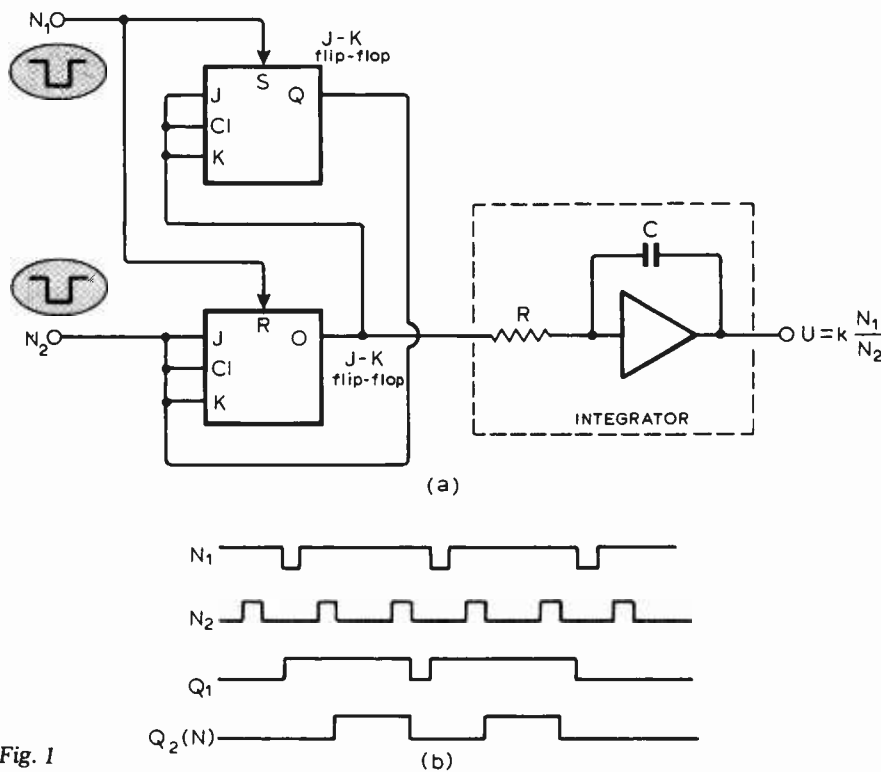 N1
J-K
flip-flop
S
J
Q
Cl
K
C
R
R
N2
J
O
U=k N1
N2
J-K
flip-flop
Cl
K
INTEGRATOR
(a)
N1
N2
Q1
Q2(N)
Fig. 1
(b)